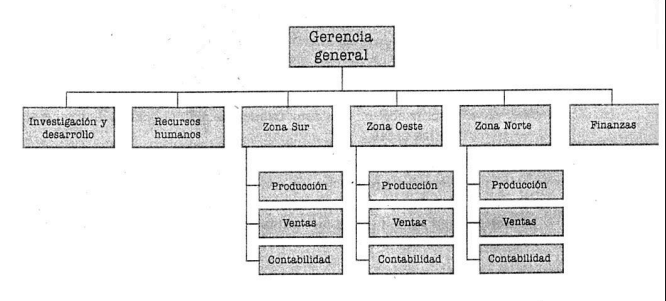 Gerencia
general
Investigación y
desarrollo
Recursos
humanos
Zona Sur
Zona Oeste
Zona Norte
Finanzas
Producción
Producción
Producción
Ventas
Ventas
Ventas
Contabilidad
Contabilidad
Contabilidad